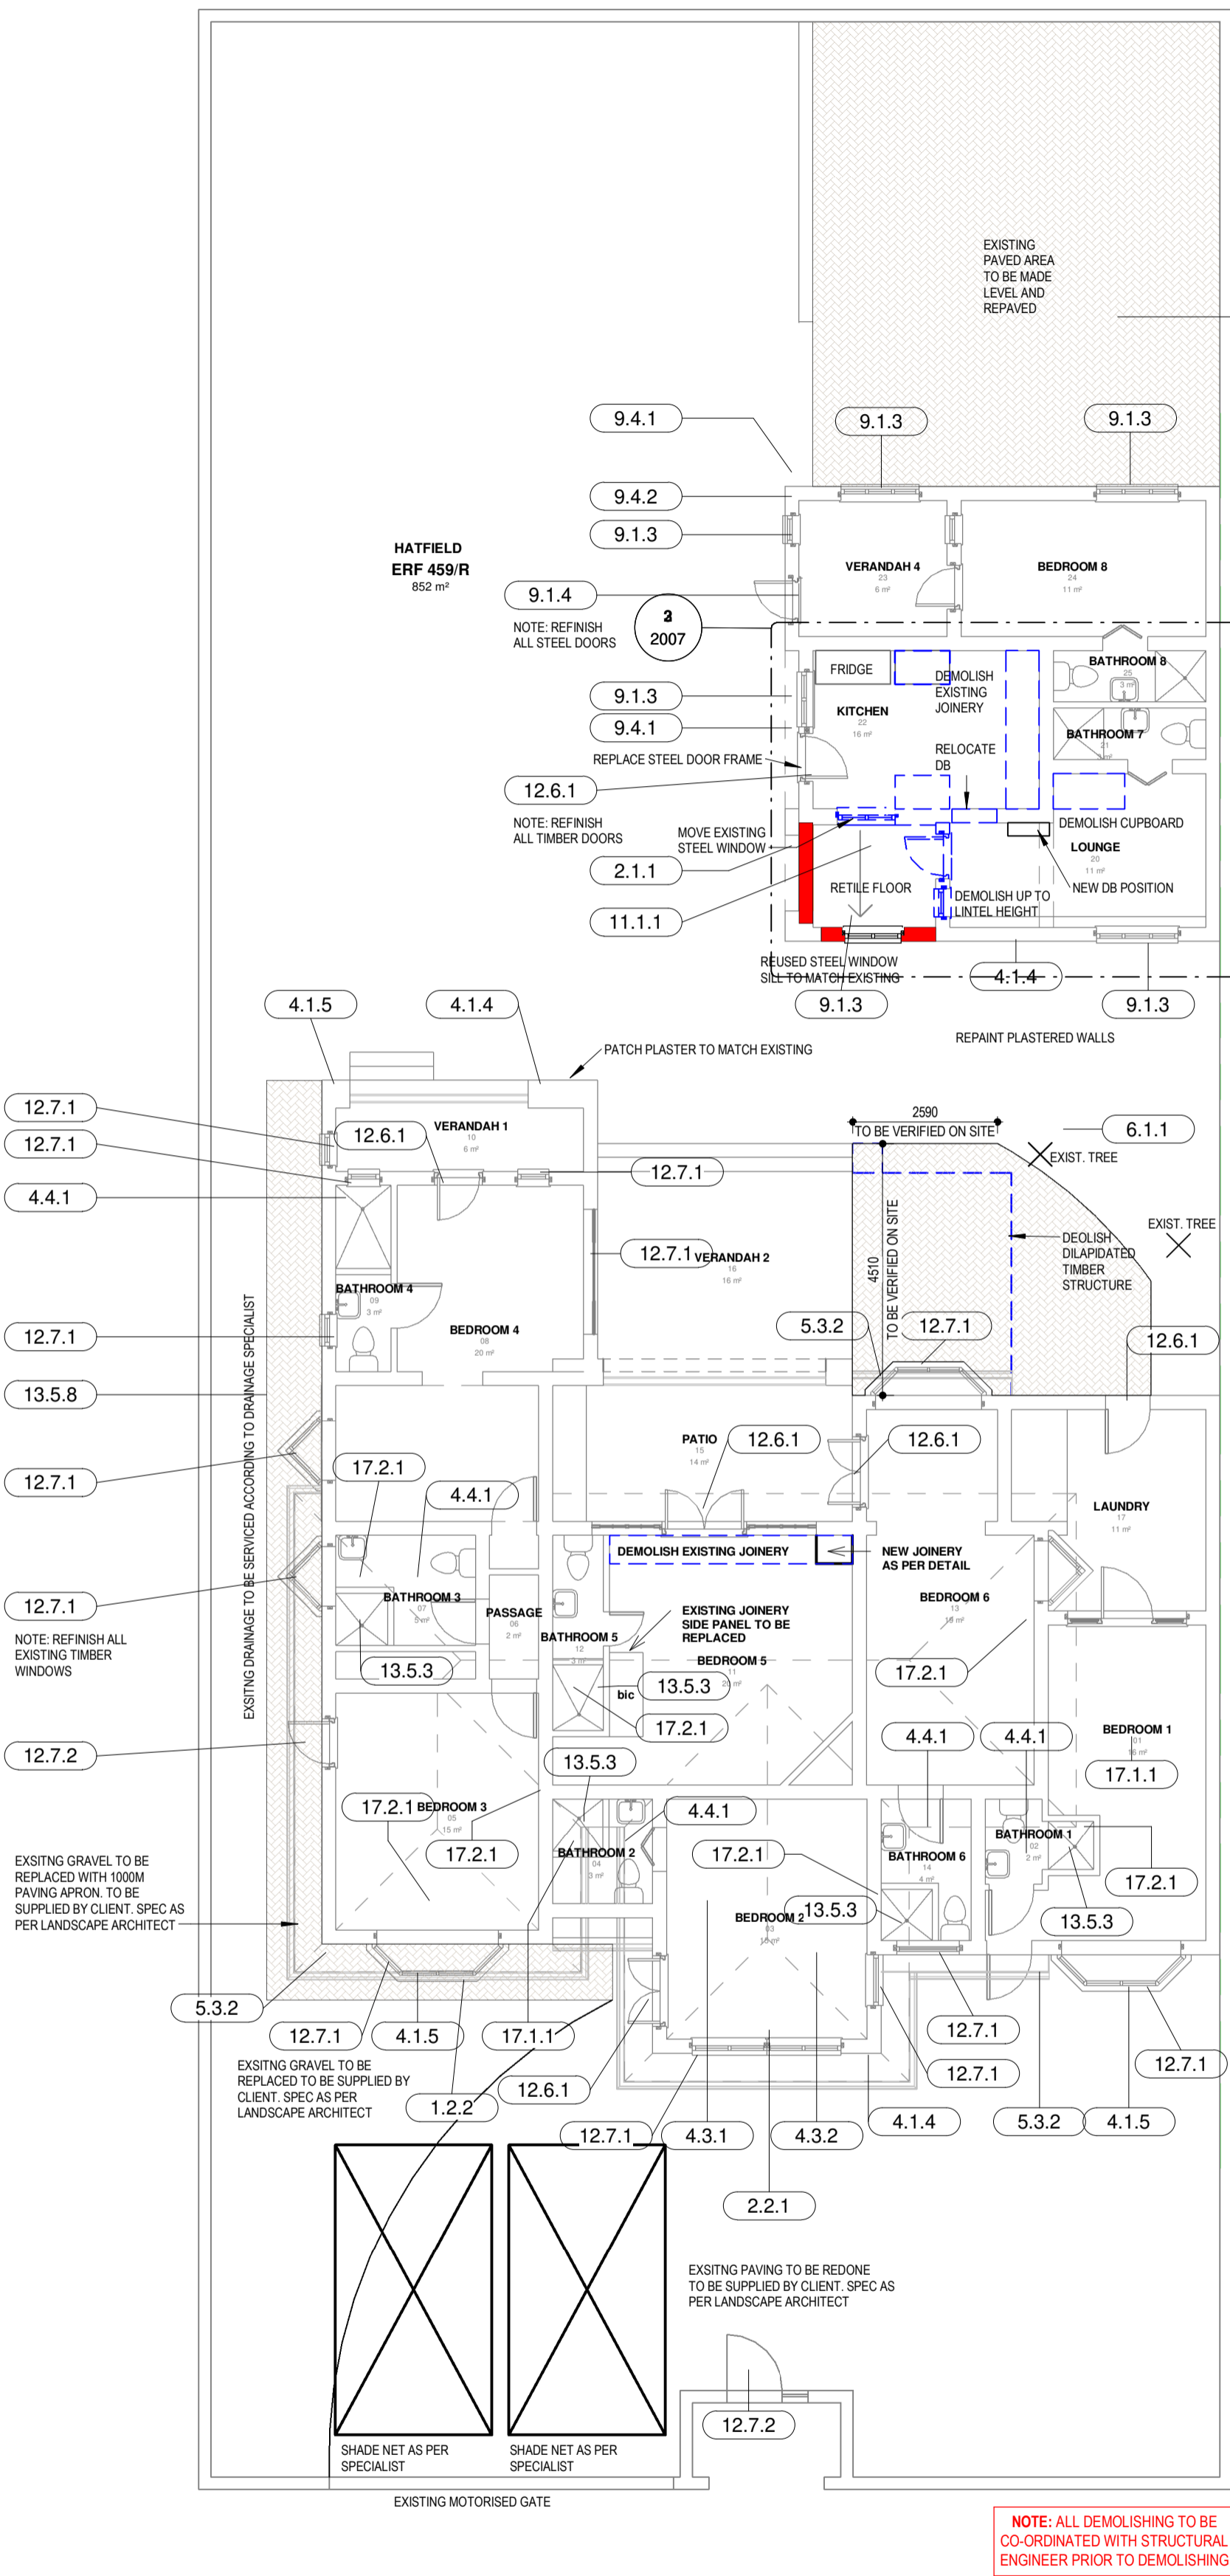 EXISTING
PAVED AREA
TO BE MADE
LEVEL AND
REPAVED
9.4.1
9.1.3
9.1.3
9.4.2
9.1.3
HATFIELD
ERF 459/R
852 m²
VERANDAH 4
23
6 m²
BEDROOM 8
24
11 m²
9.1.4
NOTE: REFINISH
ALL STEEL DOORS
2007
FRIDGE
DEMOLISH
EXISTING
JOINERY
BATHROOM 8
25
3 m²
9.1.3
KITCHEN
22
16 m²
9.4.1
BATHROOM 7
21
m²
REPLACE STEEL DOOR FRAME
RELOCATE
DB
12.6.1
NOTE: REFINISH
ALL TIMBER DOORS
MOVE EXISTING
STEEL WINDOW
DEMOLISH CUPBOARD
LOUNGE
20
11 m²
2.1.1
RETILE FLOOR
NEW DB POSITION
DEMOLISH UP TO
LINTEL HEIGHT
11.1.1
REUSED STEEL WINDOW
SILL TO MATCH EXISTING
4.1.4
9.1.3
9.1.3
4.1.5
4.1.4
REPAINT PLASTERED WALLS
PATCH PLASTER TO MATCH EXISTING
12.7.1
12.7.1
VERANDAH 1
10
6 m²
12.6.1
2590
TO BE VERIFIED ON SITE
6.1.1
EXIST. TREE
12.7.1
4.4.1
EXIST. TREE
12.7.1
VERANDAH 2
16
16 m²
4510
TO BE VERIFIED ON SITE
DEOLISH
DILAPIDATED
TIMBER
STRUCTURE
BATHROOM 4
09
3 m²
12.7.1
BEDROOM 4
08
20 m²
5.3.2
12.7.1
12.6.1
13.5.8
EXSITNG DRAINAGE TO BE SERVICED ACCORDING TO DRAINAGE SPECIALIST
PATIO
15
14 m²
12.6.1
12.6.1
12.7.1
17.2.1
4.4.1
LAUNDRY
17
11 m²
DEMOLISH EXISTING JOINERY
NEW JOINERY
AS PER DETAIL
12.7.1
BATHROOM 3
07
5 m²
PASSAGE
06
2 m²
BATHROOM 5
12
3 m²
EXISTING JOINERY
SIDE PANEL TO BE
REPLACED
BEDROOM 6
13
19 m²
NOTE: REFINISH ALL
EXISTING TIMBER
WINDOWS
13.5.3
BEDROOM 5
11
20 m²
bic
13.5.3
17.2.1
17.2.1
12.7.2
13.5.3
4.4.1
4.4.1
BEDROOM 1
01
16 m²
17.1.1
17.2.1
BEDROOM 3
05
15 m²
17.2.1
4.4.1
BATHROOM 2
04
3 m²
17.2.1
BATHROOM 6
14
4 m²
BATHROOM 1
02
2 m²
17.2.1
EXSITNG GRAVEL TO BE
REPLACED WITH 1000M
PAVING APRON. TO BE
SUPPLIED BY CLIENT. SPEC AS
PER LANDSCAPE ARCHITECT
BEDROOM 2
03
13.5.3
13.5.3
5.3.2
12.7.1
4.1.5
17.1.1
12.7.1
12.7.1
12.7.1
EXSITNG GRAVEL TO BE
REPLACED TO BE SUPPLIED BY
CLIENT. SPEC AS PER
LANDSCAPE ARCHITECT
1.2.2
12.6.1
12.7.1
4.3.1
4.3.2
4.1.4
5.3.2
4.1.5
2.2.1
EXSITNG PAVING TO BE REDONE
TO BE SUPPLIED BY CLIENT. SPEC AS
PER LANDSCAPE ARCHITECT
12.7.2
SHADE NET AS PER
SPECIALIST
SHADE NET AS PER
SPECIALIST
EXISTING MOTORISED GATE
NOTE: ALL DEMOLISHING TO BE
CO-ORDINATED WITH STRUCTURAL
ENGINEER PRIOR TO DEMOLISHING